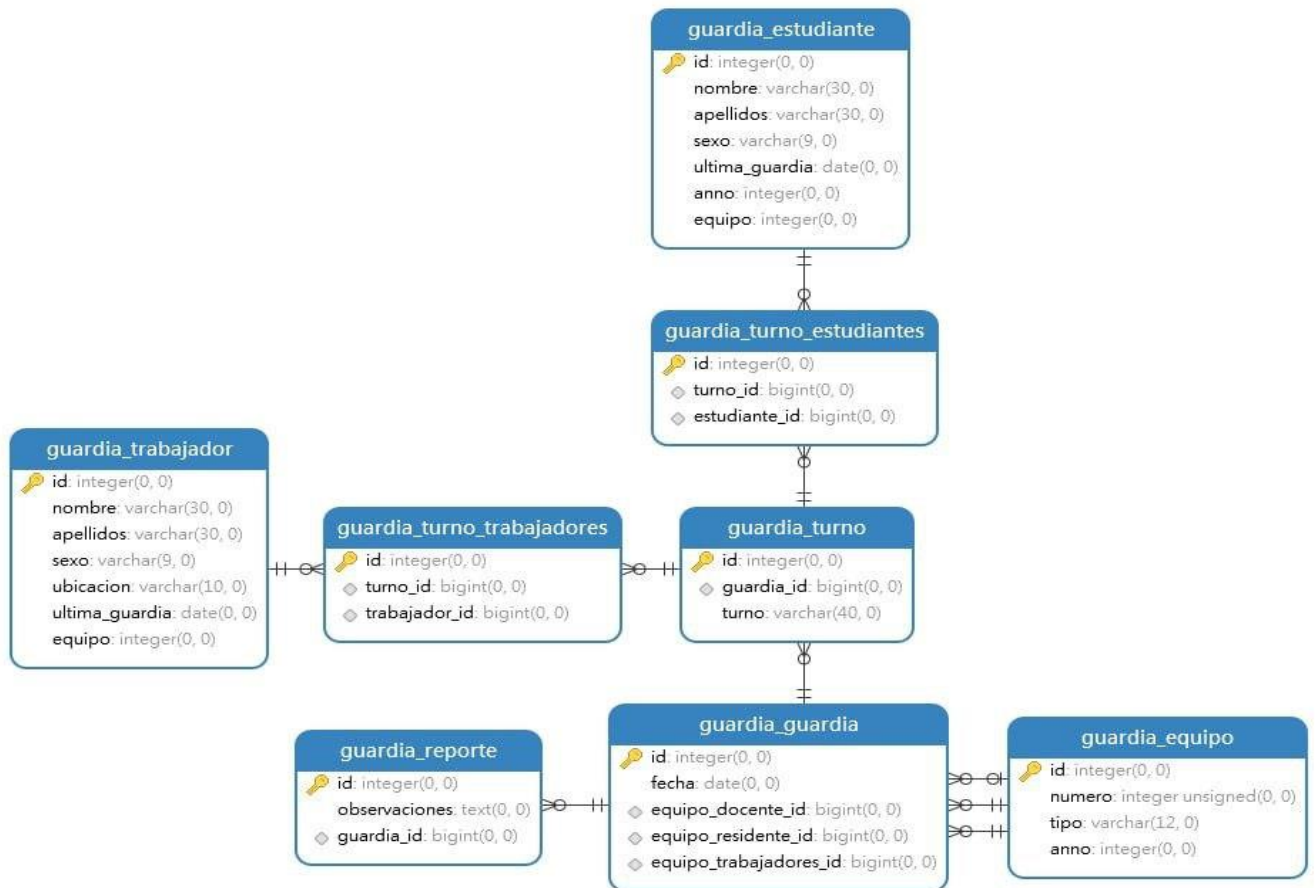 guardia_estudiante
id: integer(0, 0)
nombre: varchar(30, 0)
apellidos: varchar(30, 0)
sexo: varchar(9, 0)
ultima_guardia: date(0, 0)
anno: integer(0, 0)
equipo: integer(0, 0)
guardia_turno_estudiantes
id: integer(0, 0)
turno_id: bigint(0, 0)
estudiante_id: bigint(0, 0)
guardia_trabajador
id: integer(0, 0)
nombre: varchar(30, 0)
apellidos: varchar(30, 0)
sexo: varchar(9, 0)
ubicacion: varchar(10, 0)
ultima_guardia: date(0, 0)
equipo: integer(0, 0)
guardia_turno_trabajadores
id: integer(0, 0)
turno_id: bigint(0, 0)
trabajador_id: bigint(0, 0)
guardia_turno
id: integer(0, 0)
guardia_id: bigint(0, 0)
turno: varchar(40, 0)
guardia_reporte
id: integer(0, 0)
observaciones: text(0, 0)
guardia_id: bigint(0, 0)
guardia_guardia
id: integer(0, 0)
fecha: date(0, 0)
equipo_docente_id: bigint(0, 0)
equipo_residente_id: bigint(0, 0)
equipo_trabajadores_id: bigint(0, 0)
guardia_equipo
id: integer(0, 0)
numero: integer unsigned(0, 0)
tipo: varchar(12, 0)
anno: integer(0, 0)